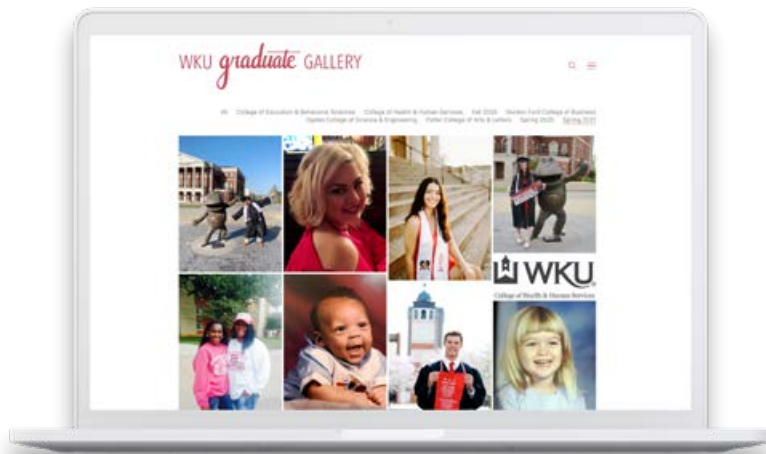 WKU graduate GALLERY
All College of Education & Behavioral Sciences College of Health & Human Services Fall 2020 Gordon Ford College of Business
Ogden College of Science & Engineering Potter College of Arts & Letters Spring 2020 Spring 2021
WKU
College of Health & Human Services